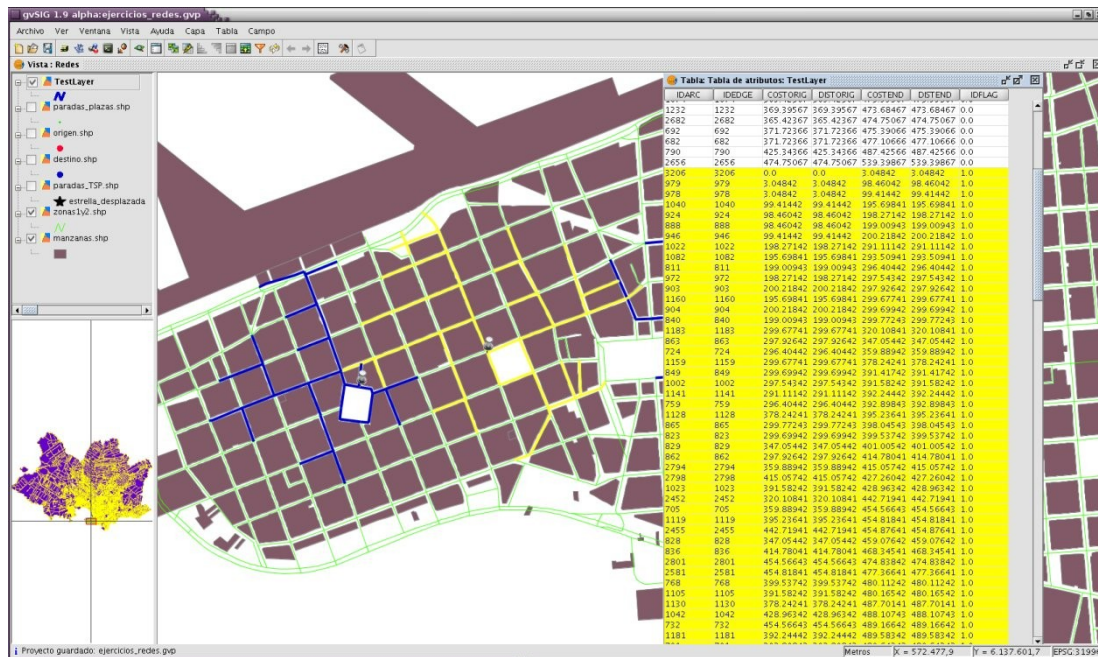 gvSIG 1.9 alpha:ejercicios_redes.gvp
Archivo Ver Ventana Vista Ayuda Capa Tabla Campo
Vista : Redes
TestLayer
paradas_plazas.shp
origen.shp
destino.shp
paradas_TSP.shp
estrella_desplazada
zonas1y2.shp
manzanas.shp
Tabla: Tabla de atributos: TestLayer
IDARC IDEDGE COSTORIG DISTORIG COSTEND DISTEND IDFLAG
1232 1232 369.39567 369.39567 473.68467 473.68467 0.0
2682 2682 365.42367 365.42367 474.75067 474.75067 0.0
692 692 371.72366 371.72366 475.39066 475.39066 0.0
682 682 371.72366 371.72366 477.10666 477.10666 0.0
790 790 425.34366 425.34366 487.42566 487.42566 0.0
2656 2656 474.75067 474.75067 539.39867 539.39867 0.0
3206 3206 0.0 0.0 3.04842 3.04842 1.0
979 979 3.04842 3.04842 98.46042 98.46042 1.0
978 978 3.04842 3.04842 99.41442 99.41442 1.0
1040 1040 99.41442 99.41442 195.69841 195.69841 1.0
924 924 98.46042 98.46042 198.27142 198.27142 1.0
888 888 98.46042 98.46042 199.00943 199.00943 1.0
946 946 99.41442 99.41442 200.21842 200.21842 1.0
1022 1022 198.27142 198.27142 291.11142 291.11142 1.0
1082 1082 195.69841 195.69841 293.50941 293.50941 1.0
811 811 199.00943 199.00943 296.40442 296.40442 1.0
972 972 198.27142 198.27142 297.54342 297.54342 1.0
903 903 200.21842 200.21842 297.92642 297.92642 1.0
1160 1160 195.69841 195.69841 299.67741 299.67741 1.0
904 904 200.21842 200.21842 299.69942 299.69942 1.0
840 840 199.00943 199.00943 299.77243 299.77243 1.0
1183 1183 299.67741 299.67741 320.10841 320.10841 1.0
863 863 297.92642 297.92642 347.05442 347.05442 1.0
724 724 296.40442 296.40442 359.88942 359.88942 1.0
1159 1159 299.67741 299.67741 378.24241 378.24241 1.0
849 849 299.69942 299.69942 391.41742 391.41742 1.0
1002 1002 297.54342 297.54342 391.58242 391.58242 1.0
1141 1141 291.11142 291.11142 392.24442 392.24442 1.0
759 759 296.40442 296.40442 392.89843 392.89843 1.0
1128 1128 378.24241 378.24241 395.23641 395.23641 1.0
865 865 299.77243 299.77243 398.04543 398.04543 1.0
823 823 299.69942 299.69942 399.53742 399.53742 1.0
829 829 347.05442 347.05442 401.00542 401.00542 1.0
862 862 297.92642 297.92642 414.78041 414.78041 1.0
2794 2794 359.88942 359.88942 415.05742 415.05742 1.0
2798 2798 415.05742 415.05742 427.26042 427.26042 1.0
1023 1023 391.58242 391.58242 428.96342 428.96342 1.0
2452 2452 320.10841 320.10841 442.71941 442.71941 1.0
705 705 359.88942 359.88942 454.56643 454.56643 1.0
1119 1119 395.23641 395.23641 454.81841 454.81841 1.0
2455 2455 442.71941 442.71941 454.87641 454.87641 1.0
828 828 347.05442 347.05442 459.07642 459.07642 1.0
836 836 414.78041 414.78041 468.34541 468.34541 1.0
2801 2801 454.56643 454.56643 474.83842 474.83842 1.0
2581 2581 454.81841 454.81841 477.36641 477.36641 1.0
768 768 399.53742 399.53742 480.11242 480.11242 1.0
1105 1105 391.58242 391.58242 480.16542 480.16542 1.0
1130 1130 378.24241 378.24241 487.70141 487.70141 1.0
1042 1042 428.96342 428.96342 488.10743 488.10743 1.0
732 732 454.56643 454.56643 489.16642 489.16642 1.0
1181 1181 392.24442 392.24442 489.58342 489.58342 1.0
Proyecto guardado: ejercicios_redes.gvp
Metros X = 572.477,9 Y = 6.137.601,7